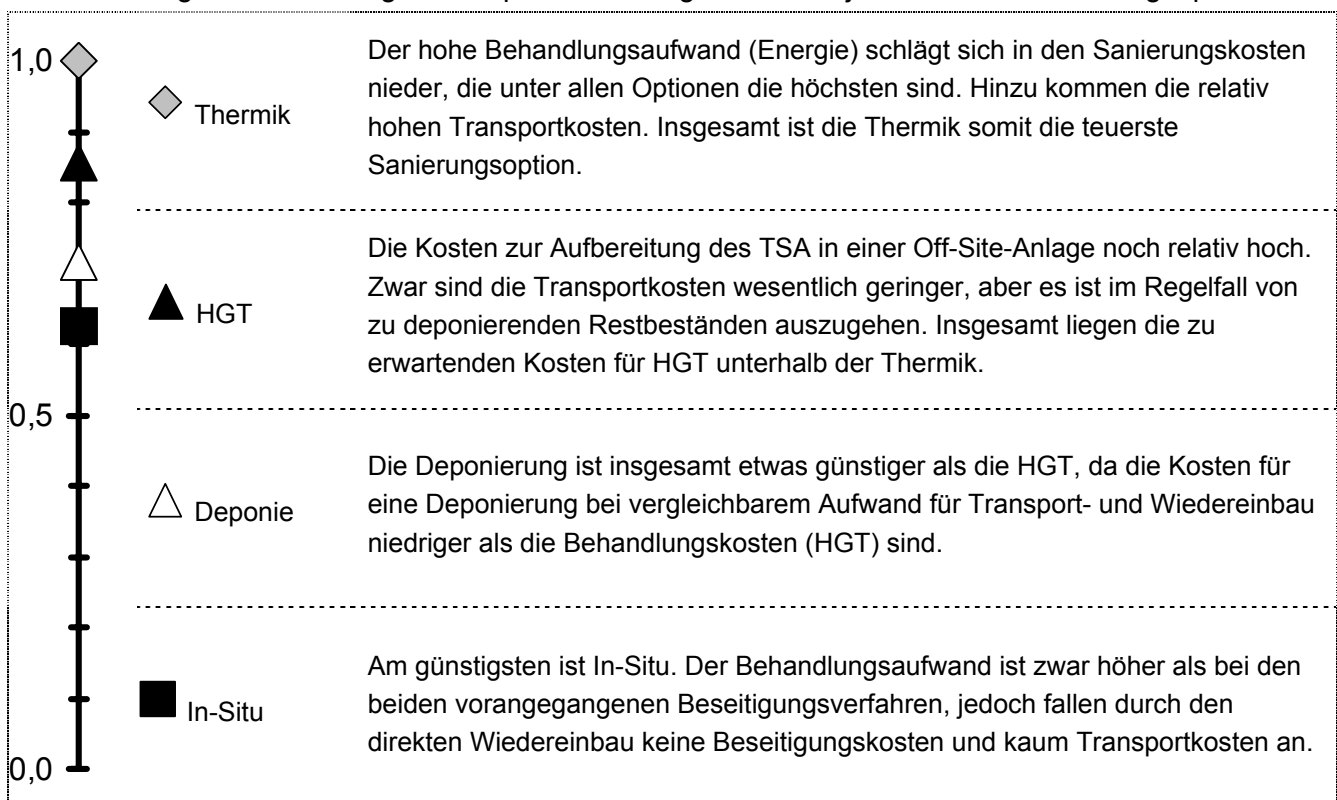 1,0
Thermik
Der hohe Behandlungsaufwand (Energie) schlägt sich in den Sanierungskosten
nieder, die unter allen Optionen die höchsten sind. Hinzu kommen die relativ
hohen Transportkosten. Insgesamt ist die Thermik somit die teuerste
Sanierungsoption.
HGT
Die Kosten zur Aufbereitung des TSA in einer Off-Site-Anlage noch relativ hoch.
Zwar sind die Transportkosten wesentlich geringer, aber es ist im Regelfall von
zu deponierenden Restbeständen auszugehen. Insgesamt liegen die zu
erwartenden Kosten für HGT unterhalb der Thermik.
0,5
Deponie
Die Deponierung ist insgesamt etwas günstiger als die HGT, da die Kosten für
eine Deponierung bei vergleichbarem Aufwand für Transport- und Wiedereinbau
niedriger als die Behandlungskosten (HGT) sind.
In-Situ
Am günstigsten ist In-Situ. Der Behandlungsaufwand ist zwar höher als bei den
beiden vorangegangenen Beseitigungsverfahren, jedoch fallen durch den
direkten Wiedereinbau keine Beseitigungskosten und kaum Transportkosten an.
0,0